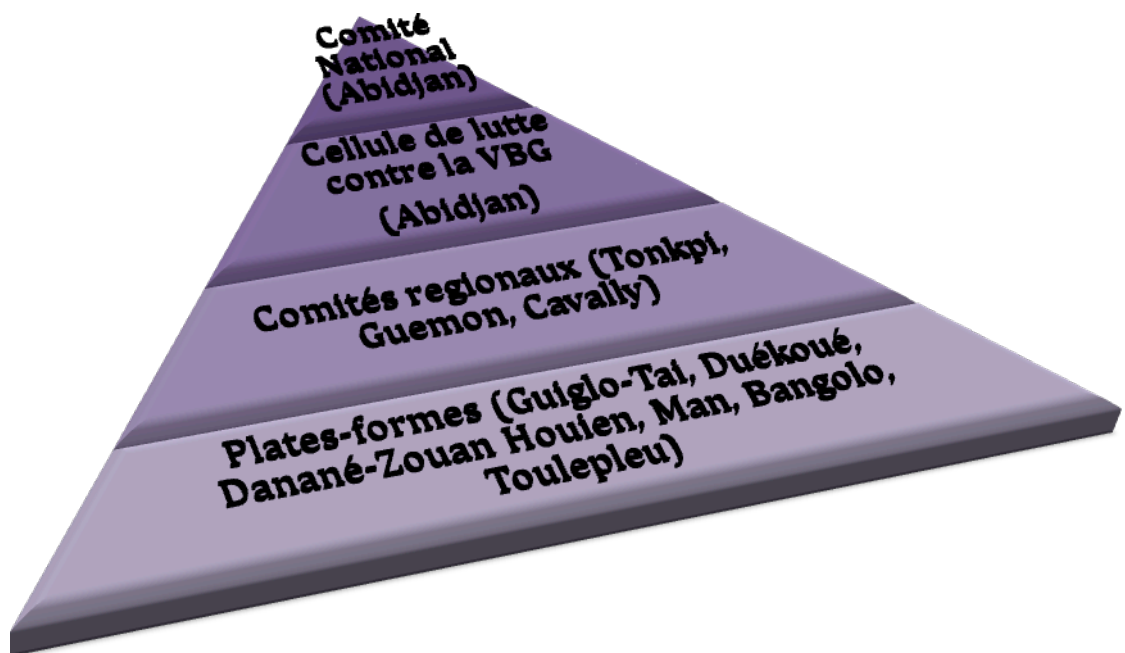 Comité
National
(Abidjan)
Cellule de lutte
contre la VBG
(Abidjan)
Comités regionaux (Tonkpi,
Guemon, Cavally)
Plates-formes (Guiglo-Tai, Duékoué,
Danané-Zouan Houien, Man, Bangolo,
Toulepleu)